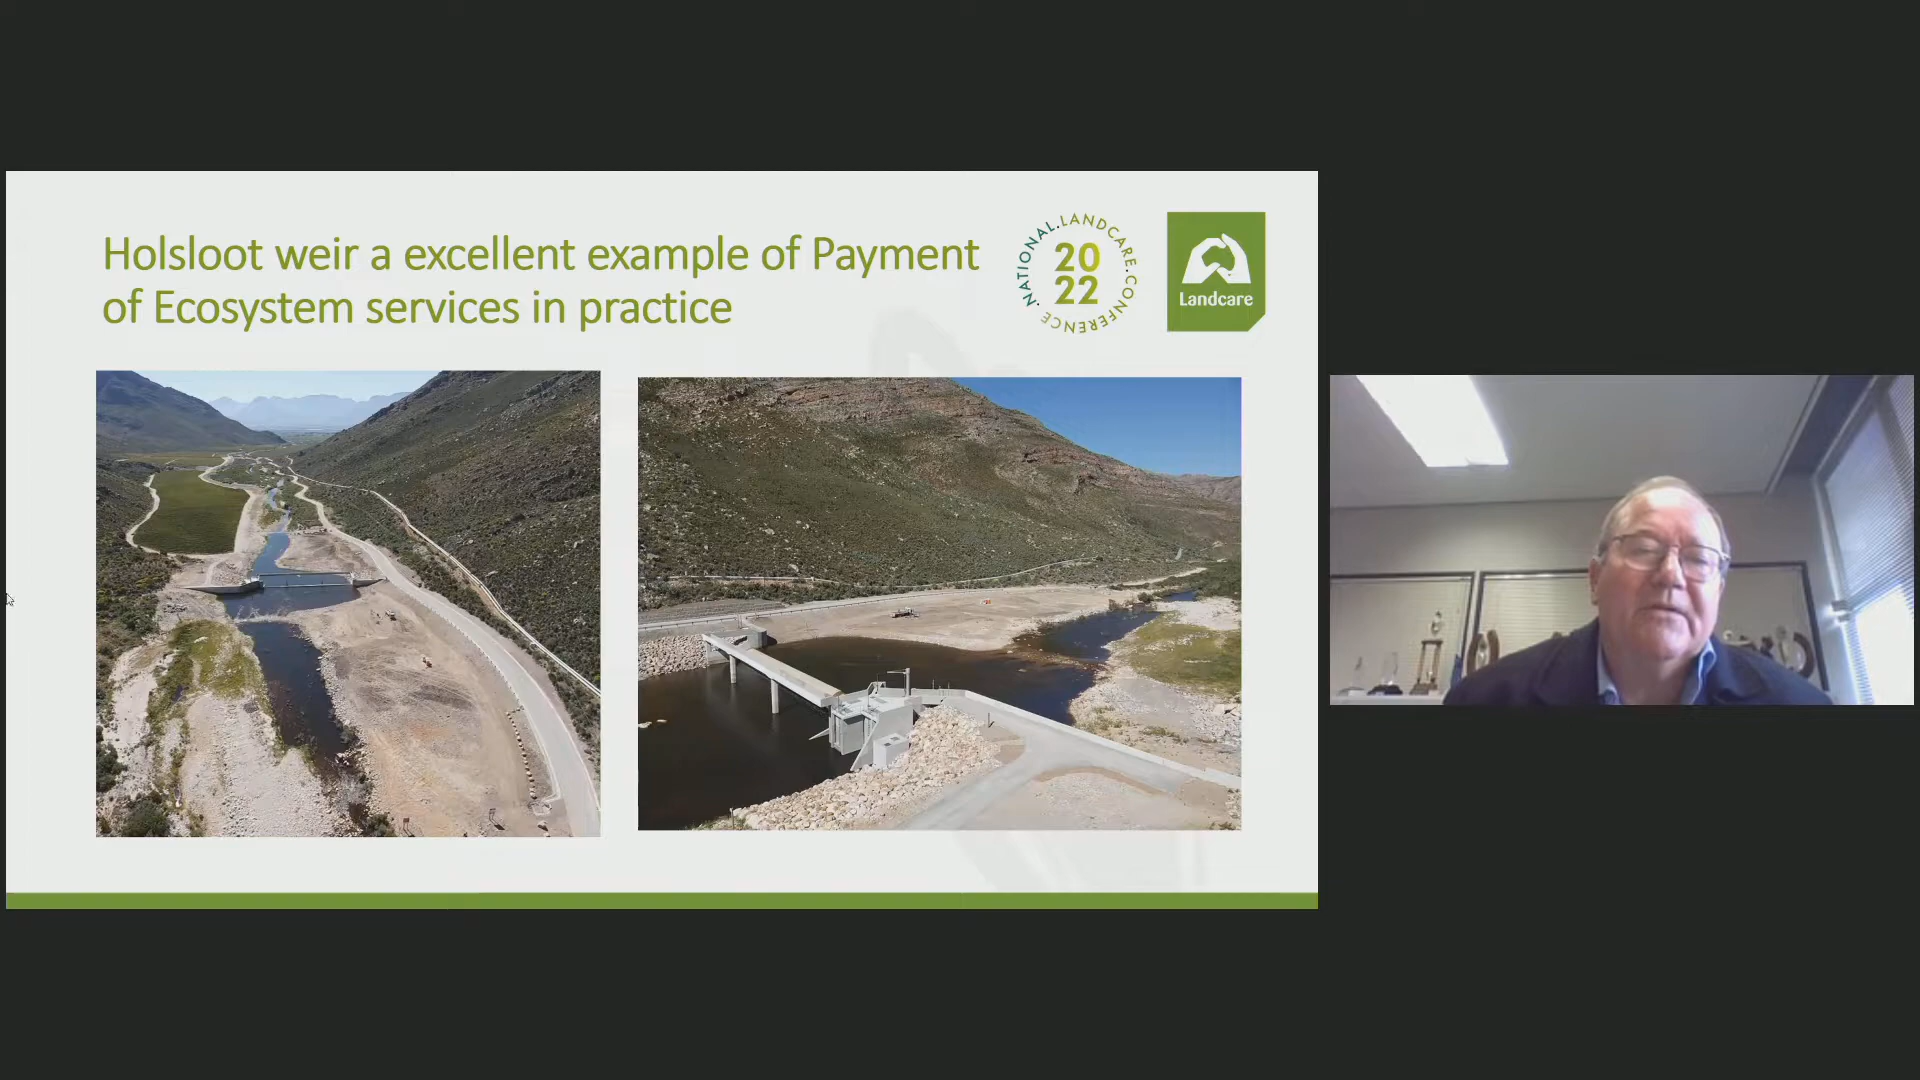 Holsloot weir a excellent example of Payment
of Ecosystem services in practice
.NATIONAL.LANDCARE.CONFERENCE
20
22
Landcare